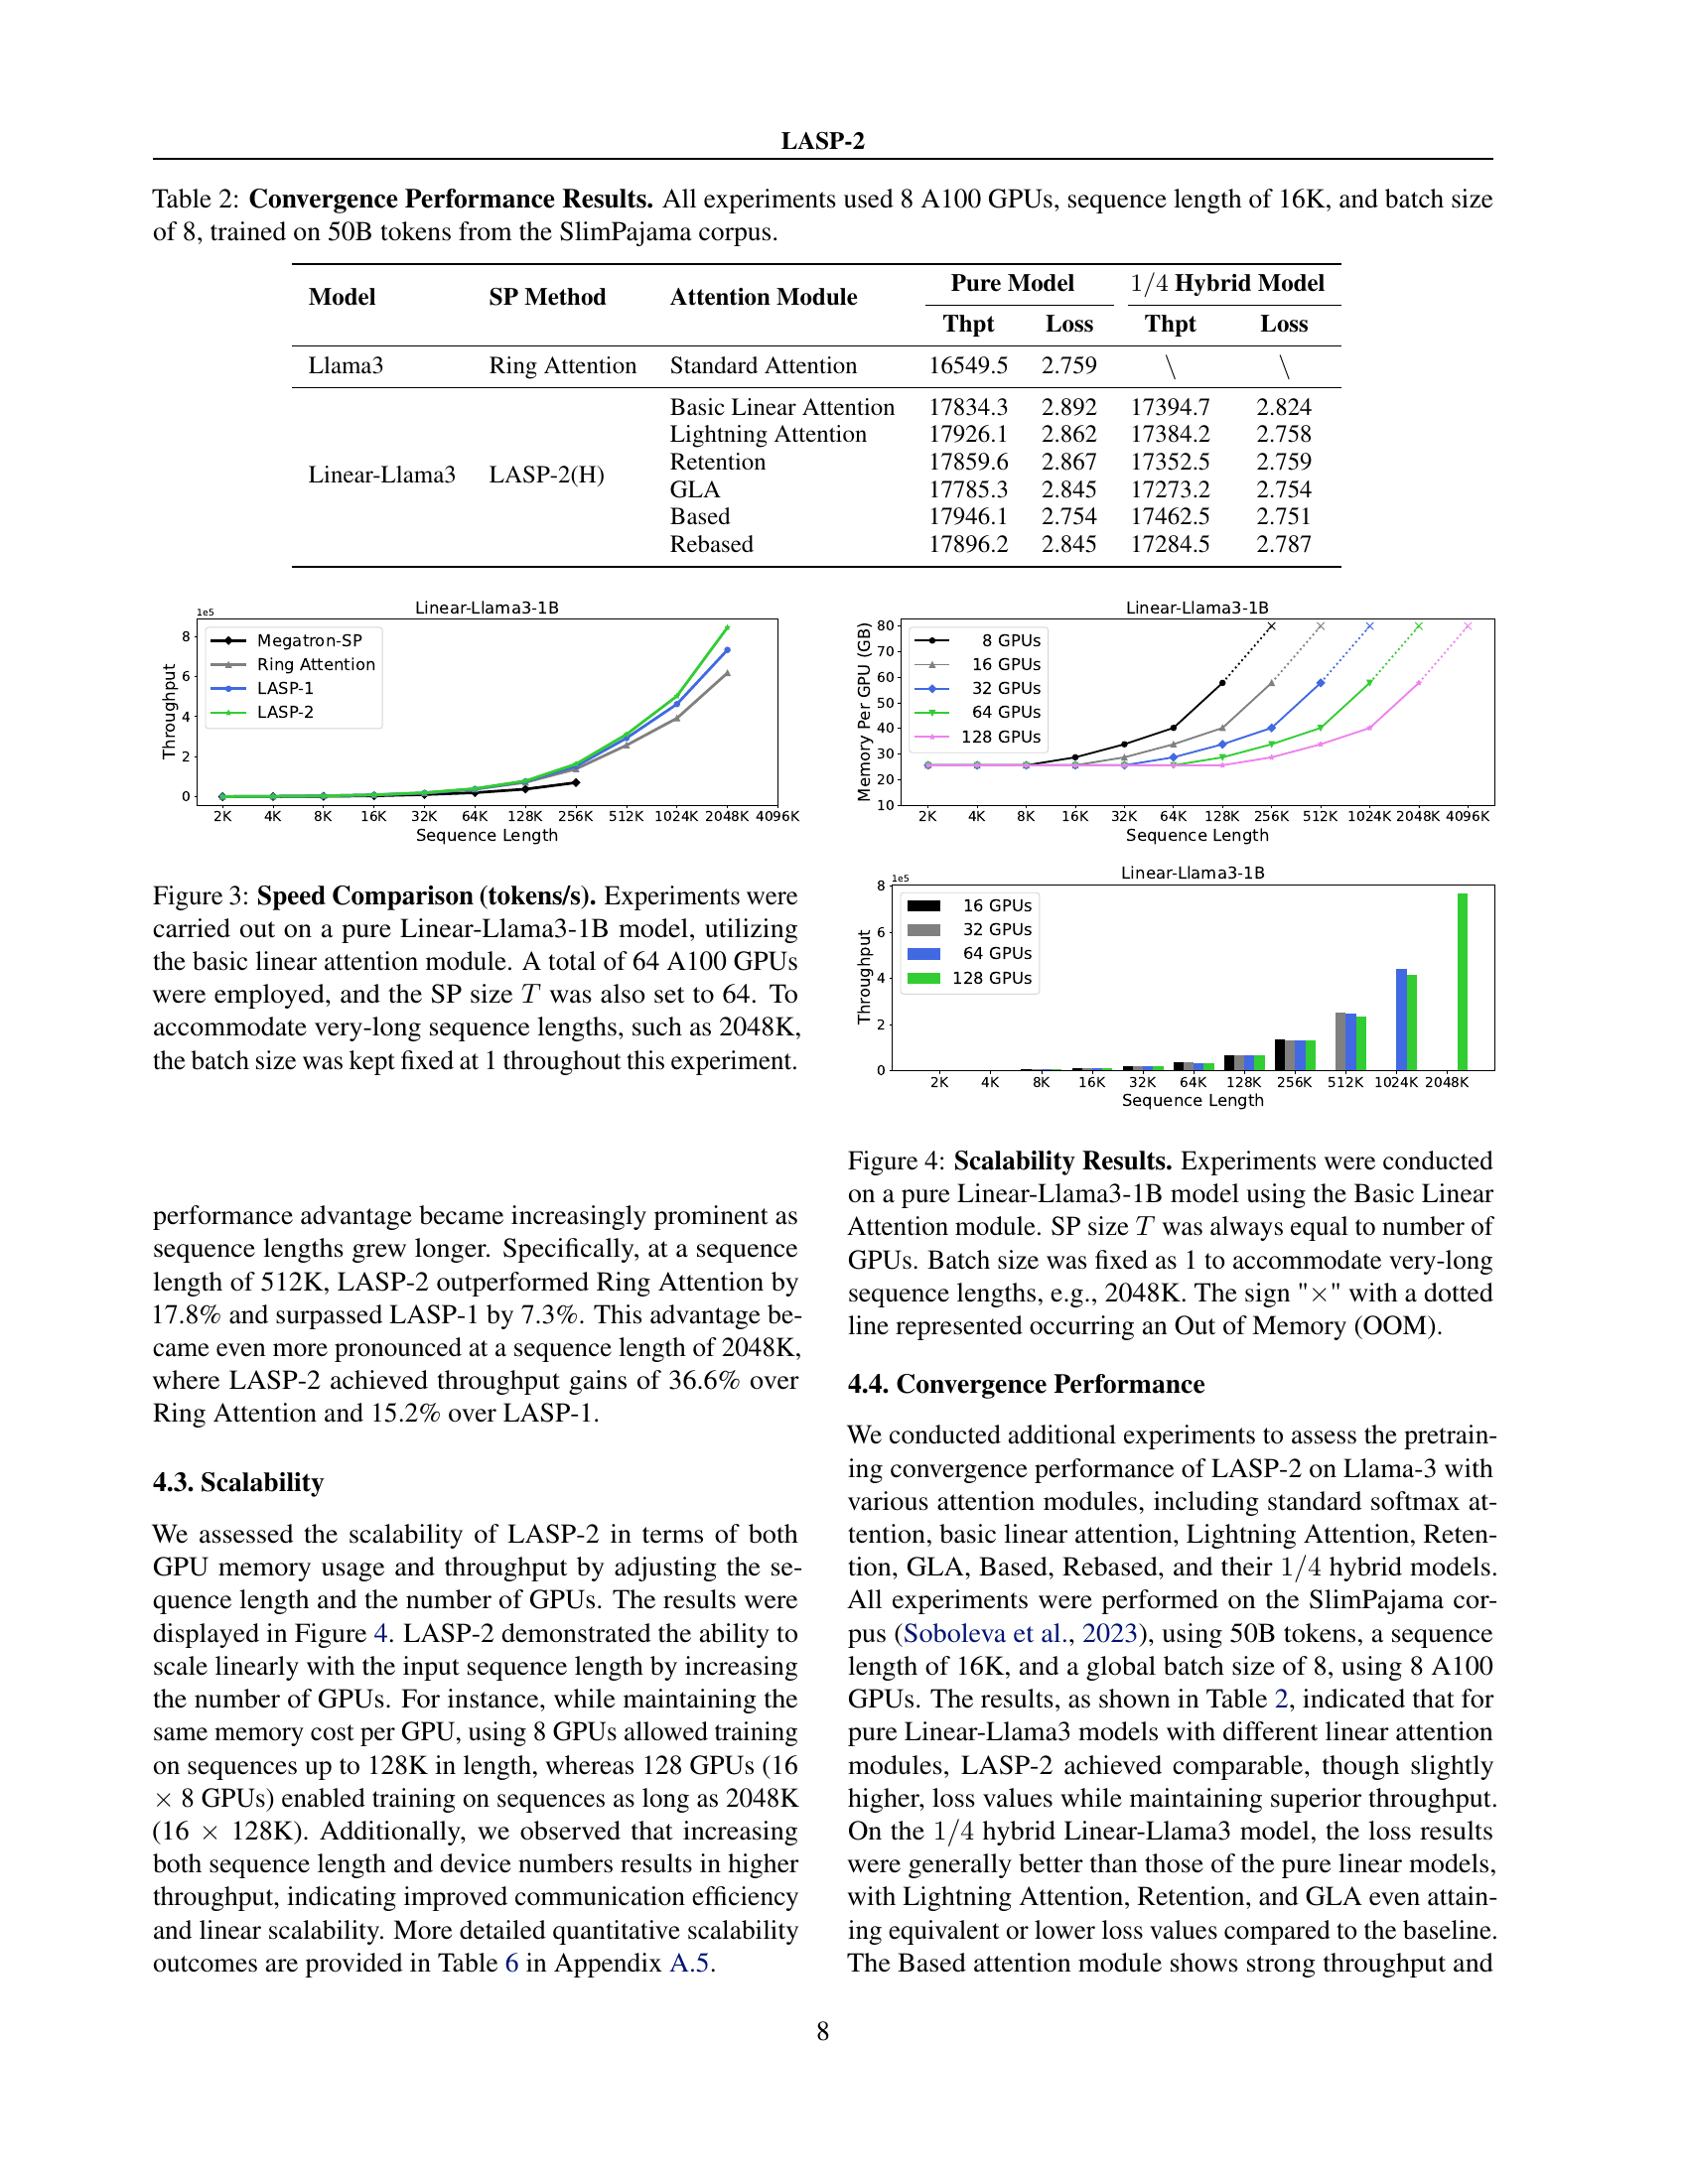 LASP-2
Table 2: Convergence Performance Results. All experiments used 8 A100 GPUs, sequence length of 16K, and batch size
of 8, trained on 50B tokens from the SlimPajama corpus.
Model SP Method Attention Module Pure Model 1/4 Hybrid Model
Thpt Loss Thpt Loss
Llama3 Ring Attention Standard Attention 16549.5 2.759 \ \
Basic Linear Attention 17834.3 2.892 17394.7 2.824
Lightning Attention 17926.1 2.862 17384.2 2.758
Retention 17859.6 2.867 17352.5 2.759
Linear-Llama3 LASP-2(H)
GLA 17785.3 2.845 17273.2 2.754
Based 17946.1 2.754 17462.5 2.751
Rebased 17896.2 2.845 17284.5 2.787
Linear-Llama3-1B
1e5
8
6
4
2
0
Throughput
Megatron-SP
Ring Attention
LASP-1
LASP-2
2K 4K 8K 16K 32K 64K 128K 256K 512K 1024K 2048K 4096K
Sequence Length
Figure 3: Speed Comparison (tokens/s). Experiments were
carried out on a pure Linear-Llama3-1B model, utilizing
the basic linear attention module. A total of 64 A100 GPUs
were employed, and the SP size T was also set to 64. To
accommodate very-long sequence lengths, such as 2048K,
the batch size was kept fixed at 1 throughout this experiment.
performance advantage became increasingly prominent as
sequence lengths grew longer. Specifically, at a sequence
length of 512K, LASP-2 outperformed Ring Attention by
17.8% and surpassed LASP-1 by 7.3%. This advantage be-
came even more pronounced at a sequence length of 2048K,
where LASP-2 achieved throughput gains of 36.6% over
Ring Attention and 15.2% over LASP-1.
4.3. Scalability
We assessed the scalability of LASP-2 in terms of both
GPU memory usage and throughput by adjusting the se-
quence length and the number of GPUs. The results were
displayed in Figure 4. LASP-2 demonstrated the ability to
scale linearly with the input sequence length by increasing
the number of GPUs. For instance, while maintaining the
same memory cost per GPU, using 8 GPUs allowed training
on sequences up to 128K in length, whereas 128 GPUs (16
× 8 GPUs) enabled training on sequences as long as 2048K
(16 × 128K). Additionally, we observed that increasing
both sequence length and device numbers results in higher
throughput, indicating improved communication efficiency
and linear scalability. More detailed quantitative scalability
outcomes are provided in Table 6 in Appendix A.5.
Linear-Llama3-1B
80
70
60
50
40
30
20
10
Memory Per GPU (GB)
8 GPUs
16 GPUs
32 GPUs
64 GPUs
128 GPUs
2K 4K 8K 16K 32K 64K 128K 256K 512K 1024K 2048K 4096K
Sequence Length
Linear-Llama3-1B
1e5
8
6
4
2
0
Throughput
16 GPUs
32 GPUs
64 GPUs
128 GPUs
2K 4K 8K 16K 32K 64K 128K 256K 512K 1024K 2048K
Sequence Length
Figure 4: Scalability Results. Experiments were conducted
on a pure Linear-Llama3-1B model using the Basic Linear
Attention module. SP size T was always equal to number of
GPUs. Batch size was fixed as 1 to accommodate very-long
sequence lengths, e.g., 2048K. The sign "×" with a dotted
line represented occurring an Out of Memory (OOM).
4.4. Convergence Performance
We conducted additional experiments to assess the pretrain-
ing convergence performance of LASP-2 on Llama-3 with
various attention modules, including standard softmax at-
tention, basic linear attention, Lightning Attention, Reten-
tion, GLA, Based, Rebased, and their 1/4 hybrid models.
All experiments were performed on the SlimPajama cor-
pus (Soboleva et al., 2023), using 50B tokens, a sequence
length of 16K, and a global batch size of 8, using 8 A100
GPUs. The results, as shown in Table 2, indicated that for
pure Linear-Llama3 models with different linear attention
modules, LASP-2 achieved comparable, though slightly
higher, loss values while maintaining superior throughput.
On the 1/4 hybrid Linear-Llama3 model, the loss results
were generally better than those of the pure linear models,
with Lightning Attention, Retention, and GLA even attain-
ing equivalent or lower loss values compared to the baseline.
The Based attention module shows strong throughput and
8